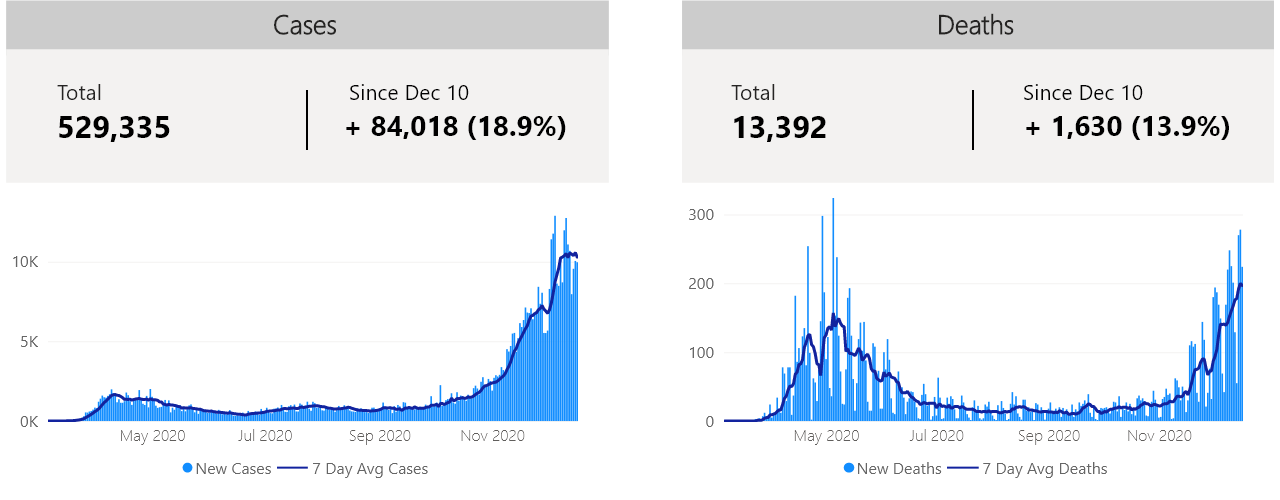 Cases
Total
Since Dec 10
529,335
+ 84,018 (18.9%)
10K
5K
0K
May 2020
Jul 2020
Sep 2020
Nov 2020
New Cases
7 Day Avg Cases
Deaths
Total
Since Dec 10
13,392
+ 1,630 (13.9%)
300
200
100
0
May 2020
Jul 2020
Sep 2020
Nov 2020
New Deaths
7 Day Avg Deaths